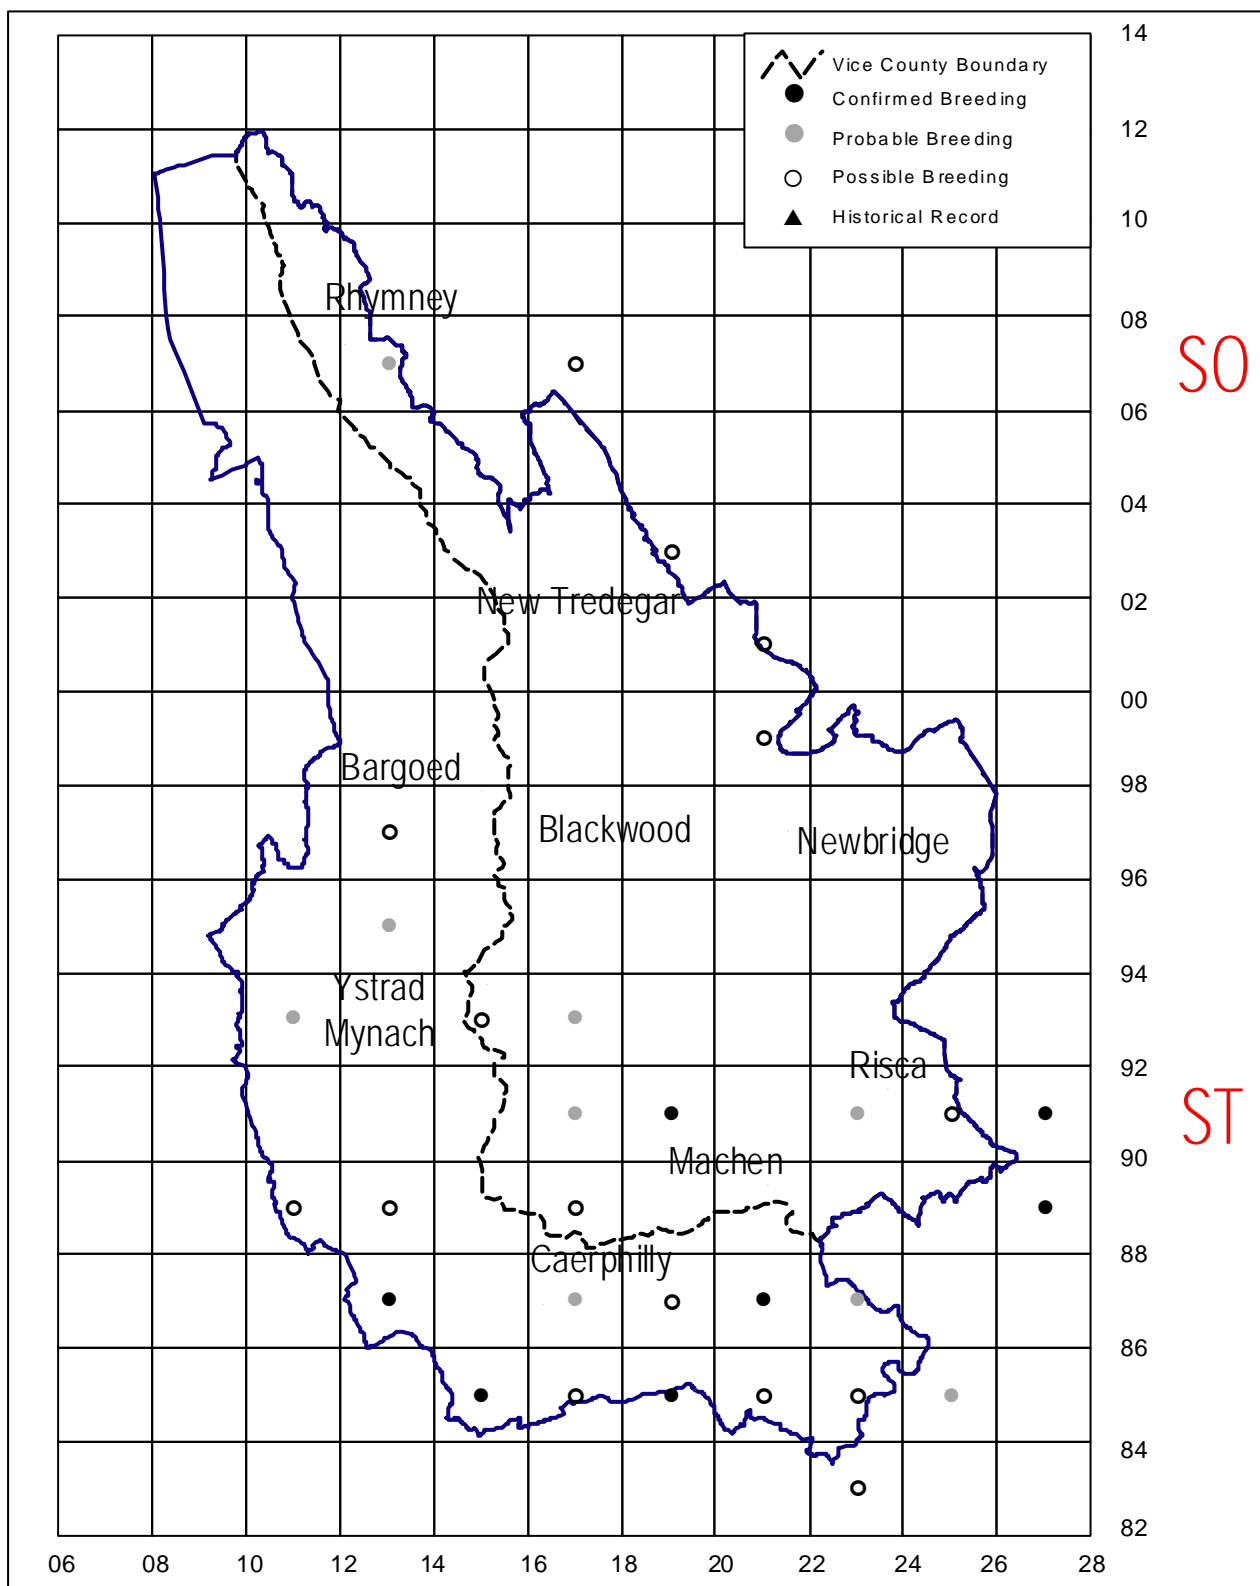 14
Vice County Boundary
Confirmed Breeding
Probable Breeding
Possible Breeding
Historical Record
12
10
Rhymney
08
SO
06
04
New Tredegar
02
00
Bargoed
98
Blackwood
Newbridge
96
94
Ystrad
Mynach
92
Risca
ST
90
Machen
88
Caerphilly
86
84
82
06 08 10 12 14 16 18 20 22 24 26 28